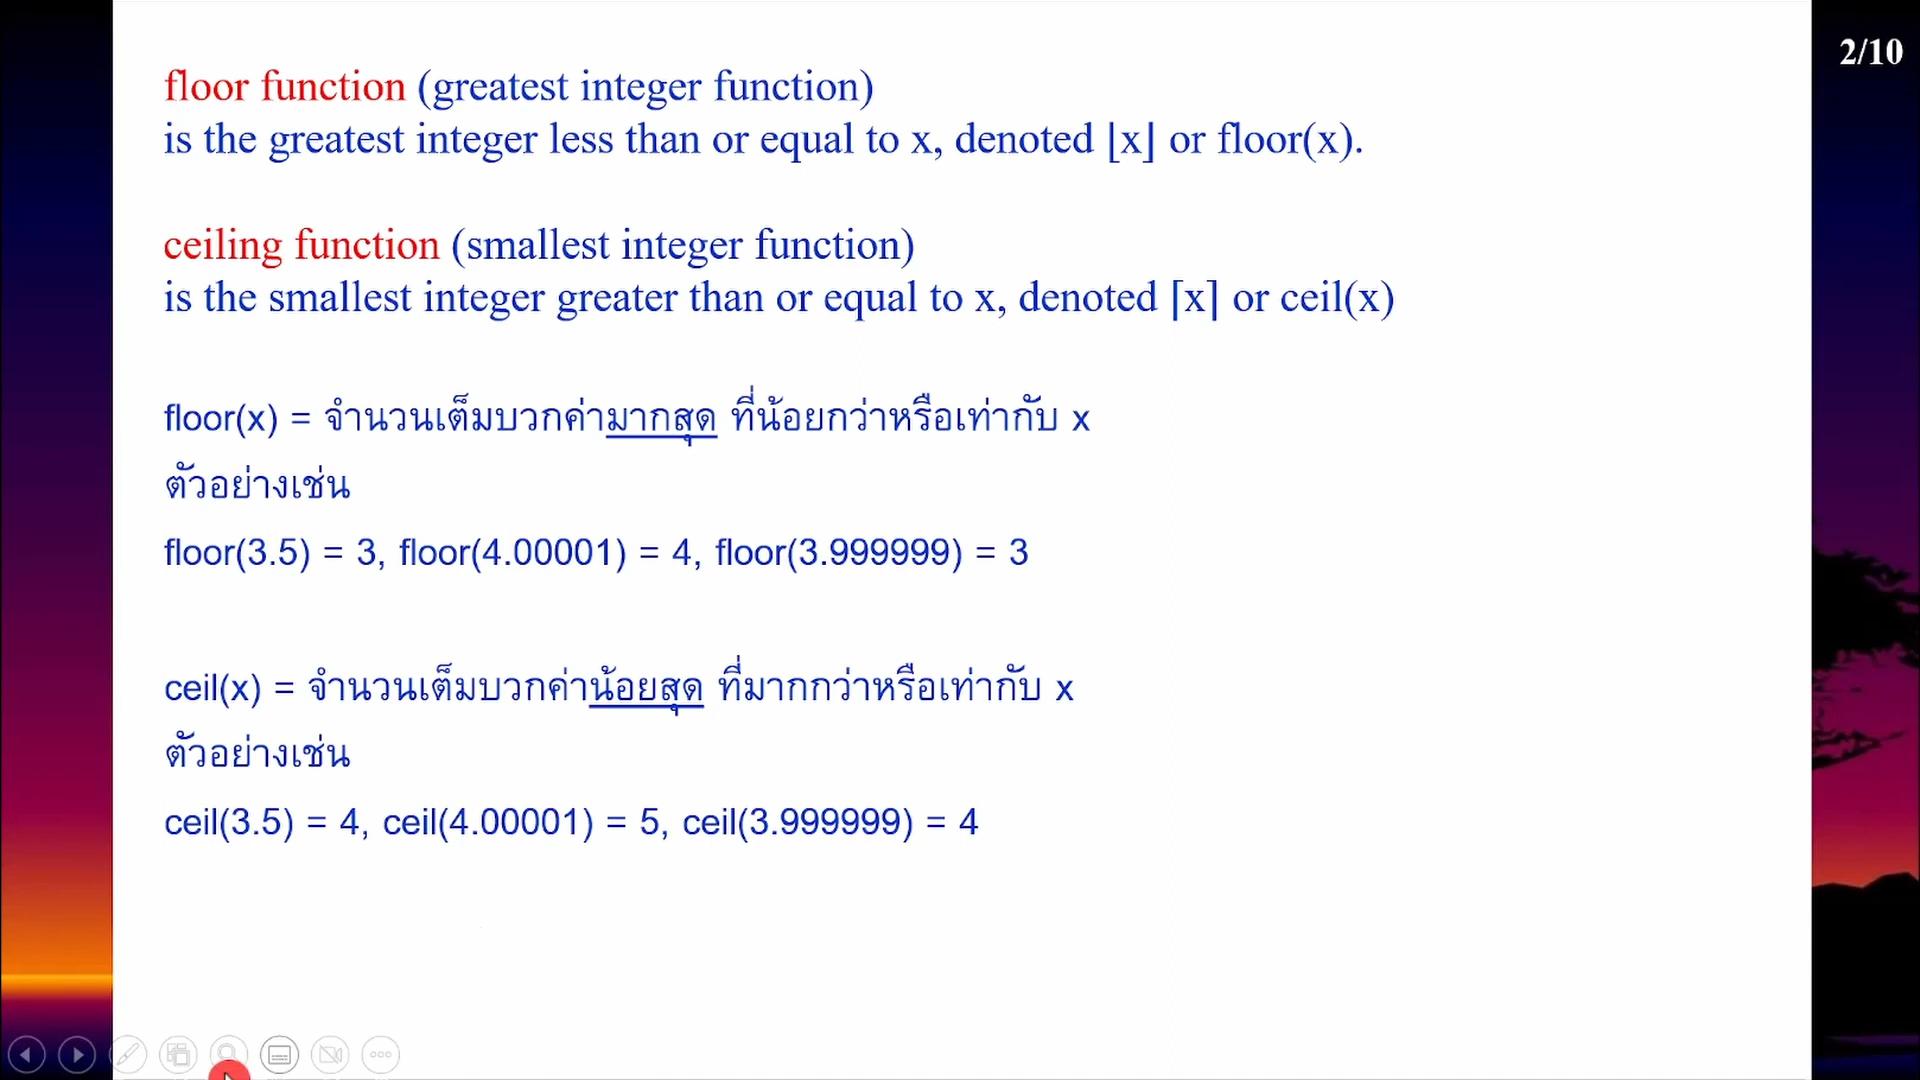 2/10
floor function (greatest integer function)
is the greatest integer less than or equal to x, denoted ⌊x⌋ or floor(x).
ceiling function (smallest integer function)
is the smallest integer greater than or equal to x, denoted ⌈x⌉ or ceil(x)
floor(x) = จำนวนเต็มบวกค่ามากสุด ที่น้อยกว่าหรือเท่ากับ x
ตัวอย่างเช่น
floor(3.5) = 3, floor(4.00001) = 4, floor(3.999999) = 3
ceil(x) = จำนวนเต็มบวกค่าน้อยสุด ที่มากกว่าหรือเท่ากับ x
ตัวอย่างเช่น
ceil(3.5) = 4, ceil(4.00001) = 5, ceil(3.999999) = 4